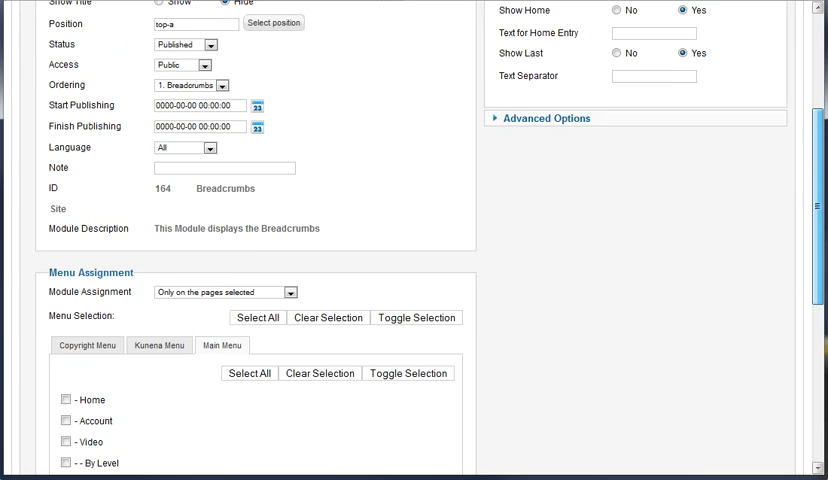 Show Title Show Hide
Position top-a Select position
Status Published
Access Public
Ordering 1. Breadcrumbs
Start Publishing 0000-00-00 00:00:00 23
Finish Publishing 0000-00-00 00:00:00 23
Language All
Note
ID 164 Breadcrumbs
Site
Module Description This Module displays the Breadcrumbs
Show Home No Yes
Text for Home Entry
Show Last No Yes
Text Separator
Advanced Options
Menu Assignment
Module Assignment Only on the pages selected
Menu Selection: Select All Clear Selection Toggle Selection
Copyright Menu Kunena Menu Main Menu
Select All Clear Selection Toggle Selection
- Home
- Account
- Video
- - By Level